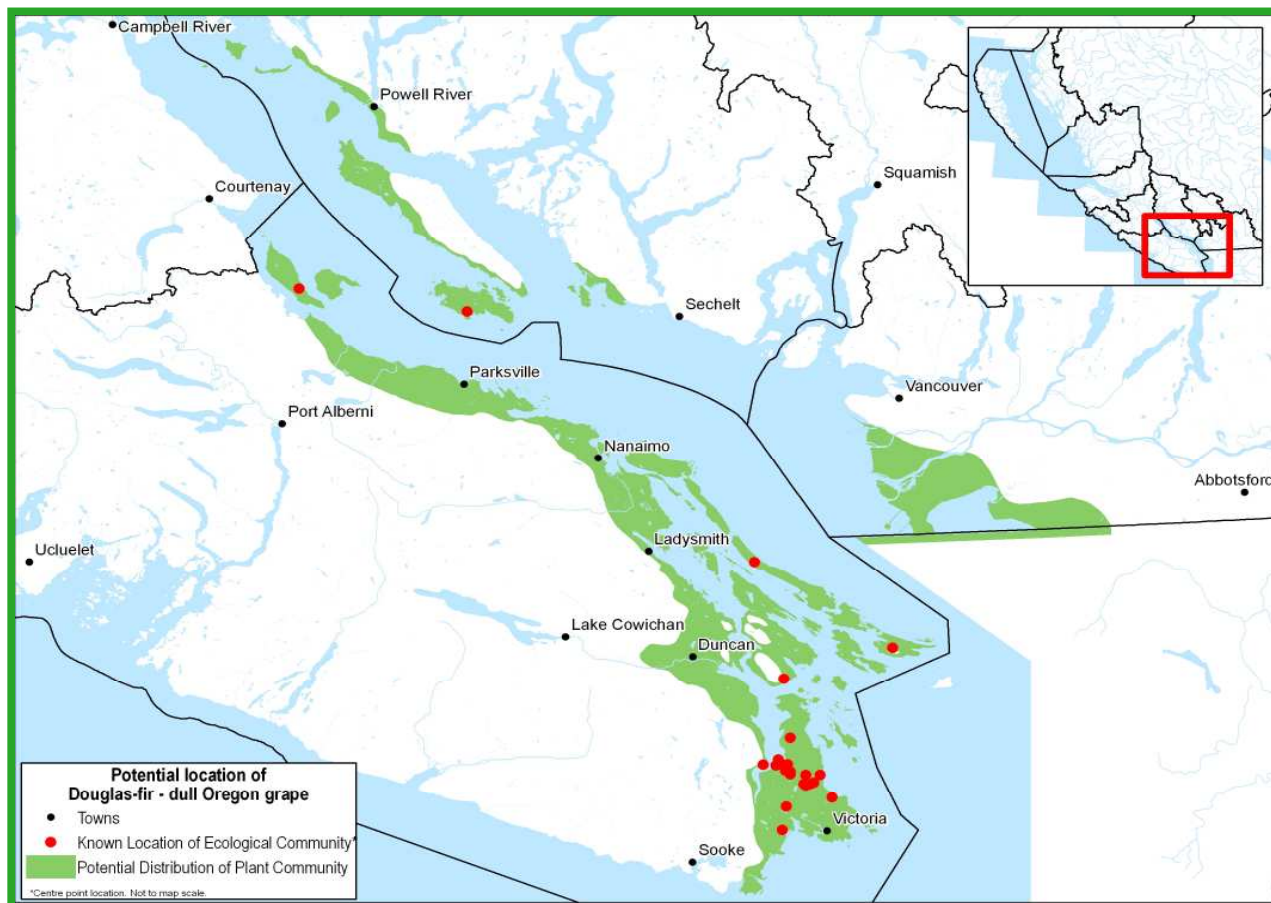 Campbell River
Powell River
Courtenay
Squamish
Sechelt
Parksville
Vancouver
Port Alberni
Nanaimo
Abbotsford
Ladysmith
Ucluelet
Lake Cowichan
Duncan
Victoria
Sooke
Potential location of
Douglas-fir - dull Oregon grape
Towns
Known Location of Ecological Community*
Potential Distribution of Plant Community
*Centre point location. Not to map scale.